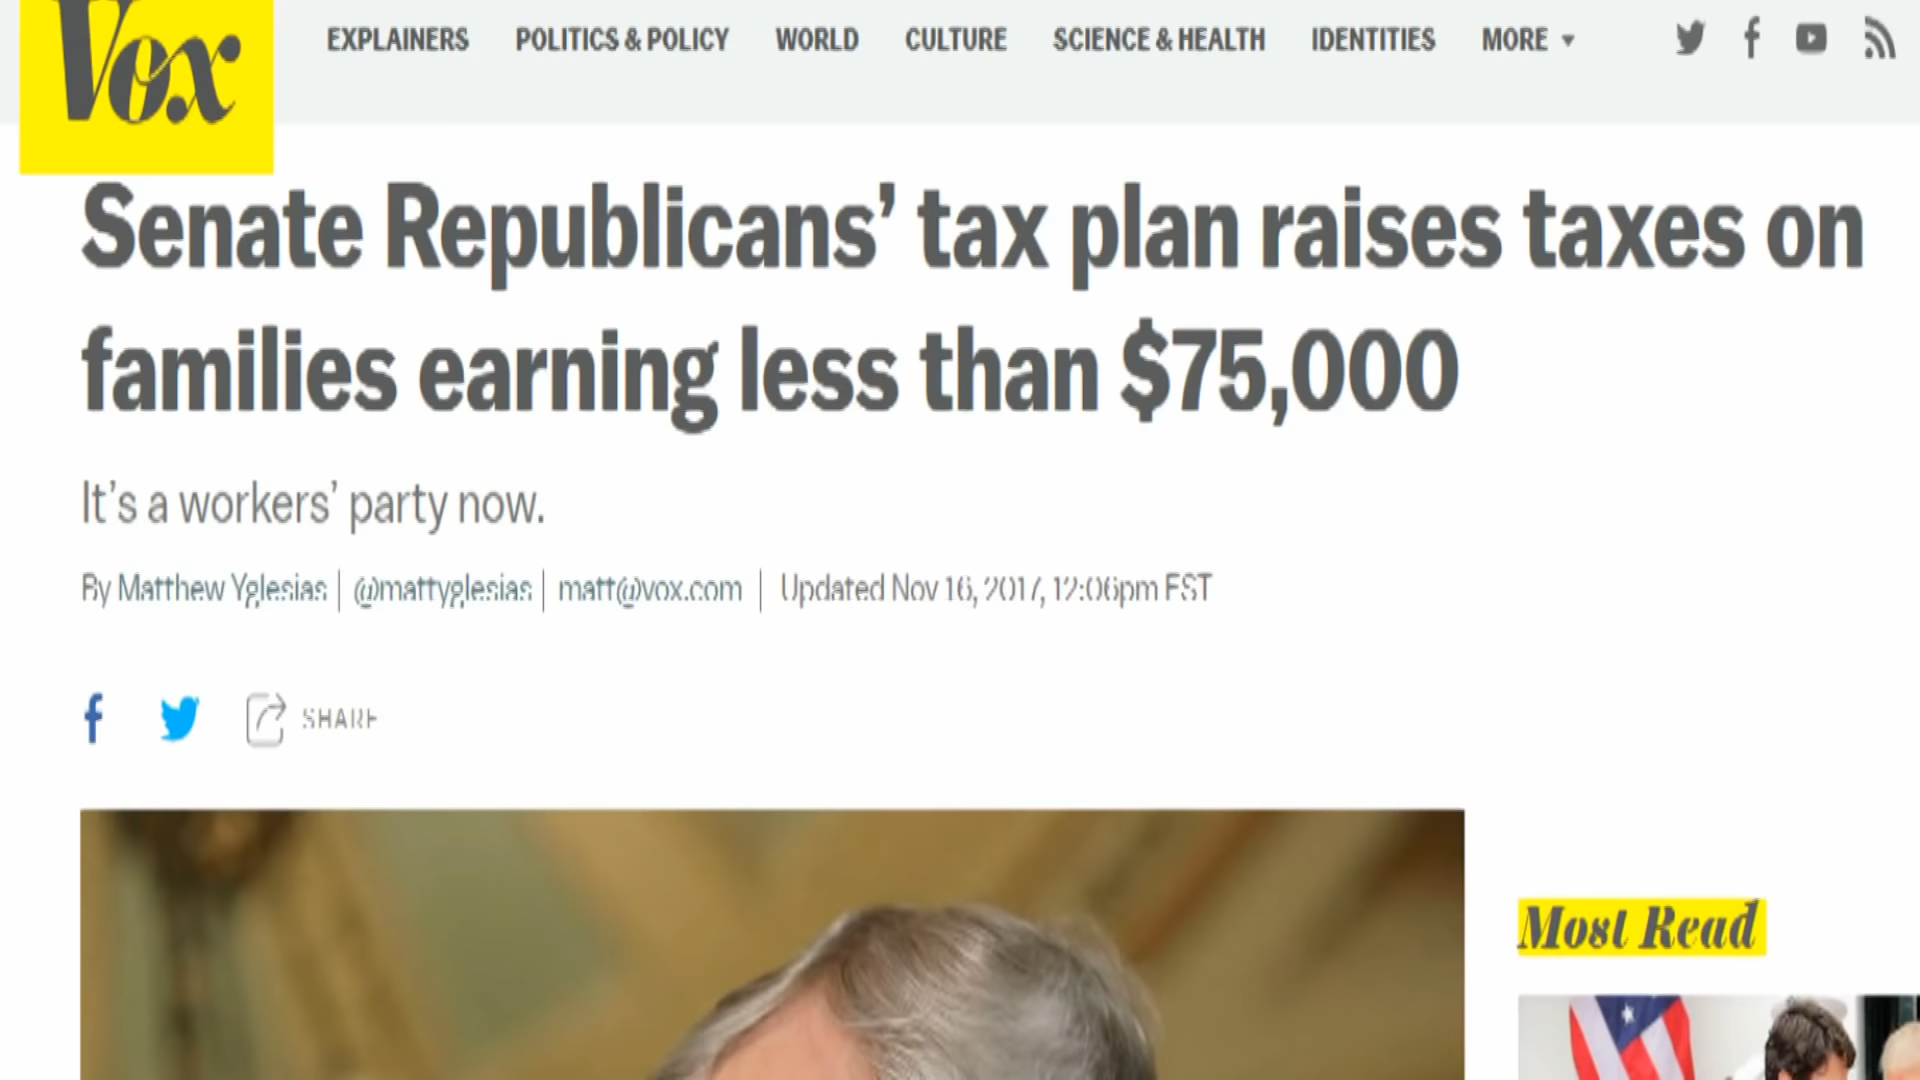 Vox
EXPLAINERS POLITICS & POLICY WORLD CULTURE SCIENCE & HEALTH IDENTITIES MORE
Senate Republicans’ tax plan raises taxes on
families earning less than $75,000
It’s a workers’ party now.
By Matthew Yglesias | @mattyglesias | matt@vox.com | Updated Nov 16, 2017, 12:06pm EST
SHARE
Most Read